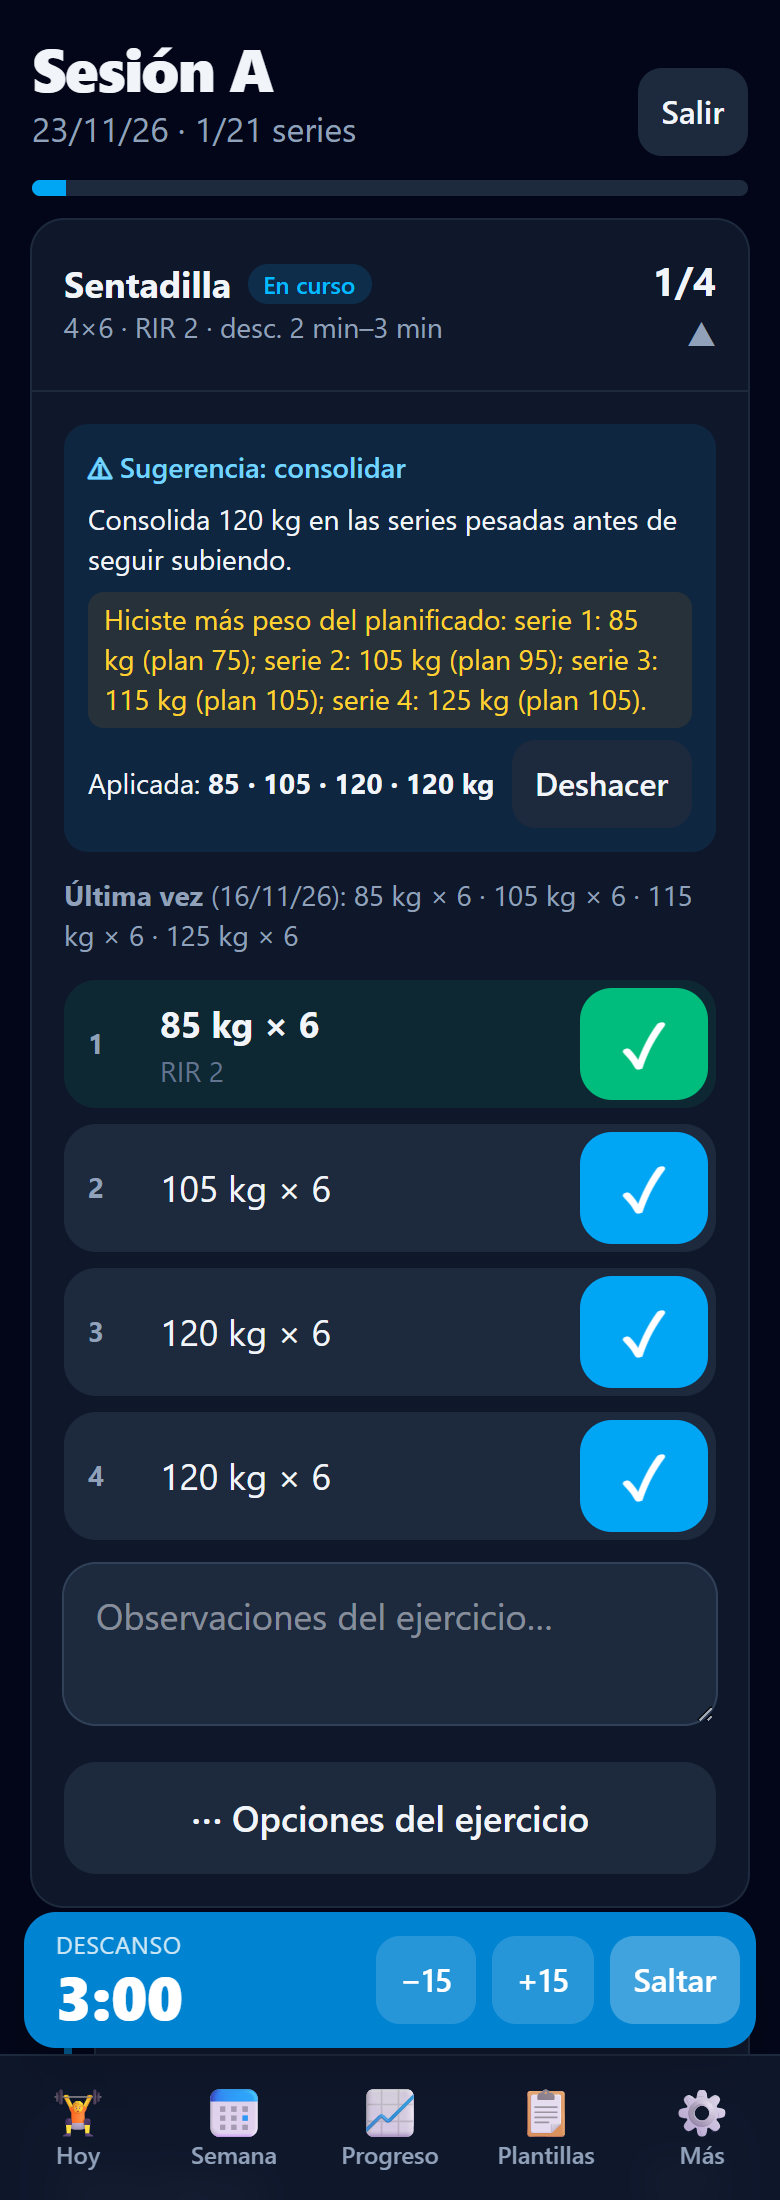 Sesión A
23/11/26 · 1/21 series
Salir
Sentadilla
En curso
1/4
4×6 · RIR 2 · desc. 2 min–3 min
▲
⚠ Sugerencia: consolidar
Consolida 120 kg en las series pesadas antes de
seguir subiendo.
Hiciste más peso del planificado: serie 1: 85
kg (plan 75); serie 2: 105 kg (plan 95); serie 3:
115 kg (plan 105); serie 4: 125 kg (plan 105).
Aplicada: 85 · 105 · 120 · 120 kg
Deshacer
Última vez (16/11/26): 85 kg × 6 · 105 kg × 6 · 115
kg × 6 · 125 kg × 6
1
85 kg × 6
RIR 2
✓
2
105 kg × 6
✓
3
120 kg × 6
✓
4
120 kg × 6
✓
Observaciones del ejercicio...
··· Opciones del ejercicio
DESCANSO
3:00
−15
+15
Saltar
Hoy
Semana
Progreso
Plantillas
Más